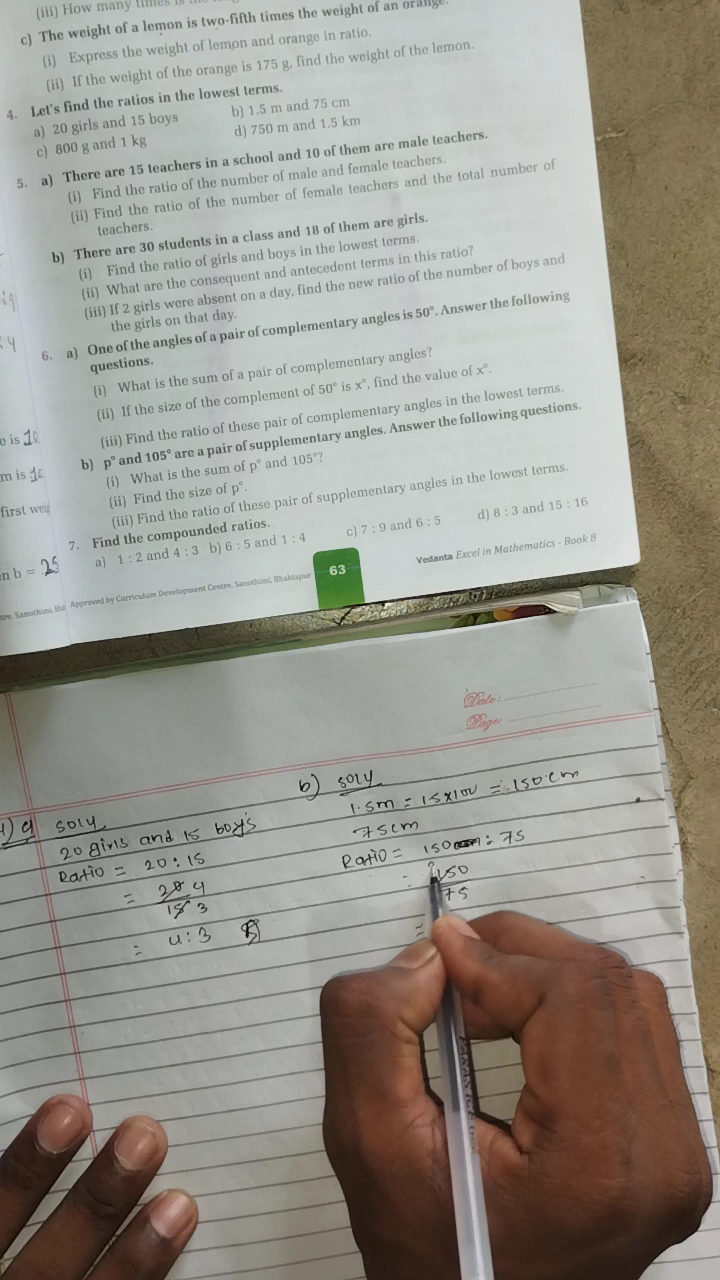 (iii) How many times is the
c) The weight of a lemon is two-fifth times the weight of an orange.
(i) Express the weight of lemon and orange in ratio.
(ii) If the weight of the orange is 175 g, find the weight of the lemon.
4. Let's find the ratios in the lowest terms.
a) 20 girls and 15 boys b) 1.5 m and 75 cm
c) 800 g and 1 kg d) 750 m and 1.5 km
5. a) There are 15 teachers in a school and 10 of them are male teachers.
(i) Find the ratio of the number of male and female teachers.
(ii) Find the ratio of the number of female teachers and the total number of
teachers.
b) There are 30 students in a class and 18 of them are girls.
(i) Find the ratio of girls and boys in the lowest terms.
(ii) What are the consequent and antecedent terms in this ratio?
(iii) If 2 girls were absent on a day, find the new ratio of the number of boys and
the girls on that day.
6. a) One of the angles of a pair of complementary angles is 50°. Answer the following
questions.
(i) What is the sum of a pair of complementary angles?
(ii) If the size of the complement of 50° is x°, find the value of x°.
(iii) Find the ratio of these pair of complementary angles in the lowest terms.
b) p° and 105° are a pair of supplementary angles. Answer the following questions.
(i) What is the sum of p° and 105°?
(ii) Find the size of p°.
(iii) Find the ratio of these pair of supplementary angles in the lowest terms.
7. Find the compounded ratios.
a) 1 : 2 and 4 : 3 b) 6 : 5 and 1 : 4 c) 7 : 9 and 6 : 5 d) 8 : 3 and 15 : 16
Approved by Curriculum Development Centre, Sanothimi, Bhaktapur 63 Vedanta Excel in Mathematics - Book 8
e is 10
m is 10
first wei
n b = 25
tre, Sanothimi, Bha
Date:
Page:
a) soly
20 girls and 15 boy's
Ratio = 20:15
= 20 4
15 3
= 4:3
b) soly
1.5m = 15x100 = 150cm
75cm
Ratio = 150 : 75
= 150
75
=